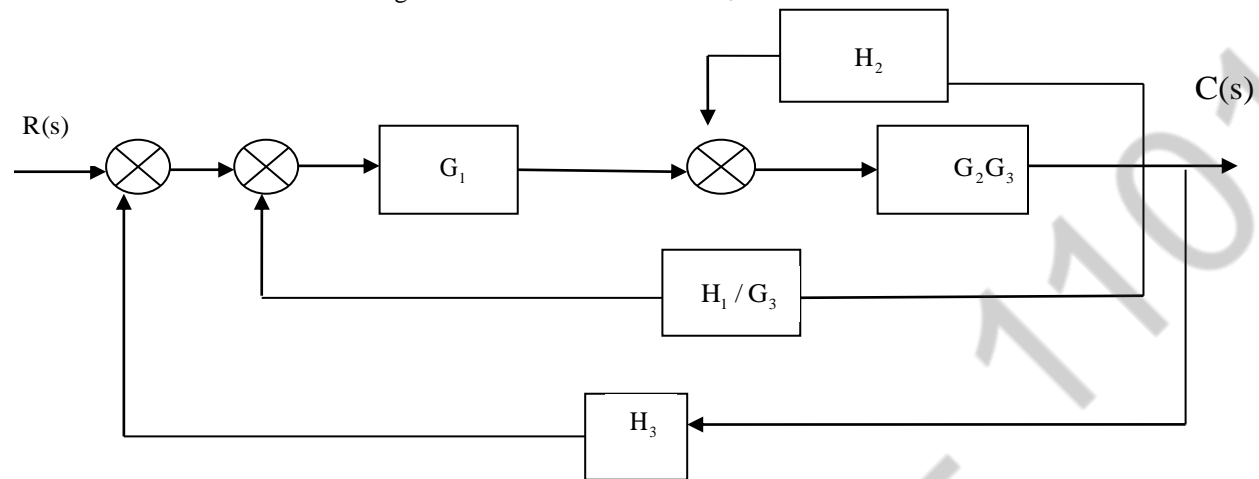 H₂
C(s)
R(s)
G₁
G₂G₃
H₁ / G₃
H₃